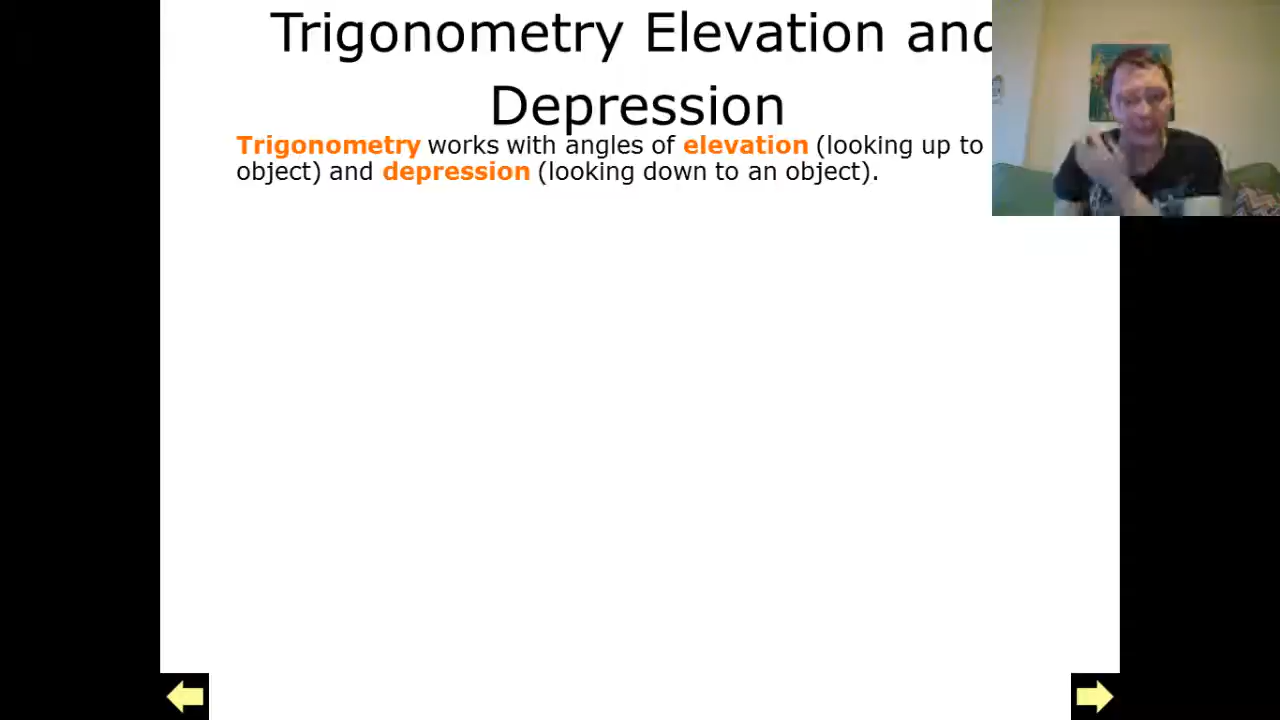 Trigonometry Elevation and
Depression
Trigonometry works with angles of elevation (looking up to
object) and depression (looking down to an object).